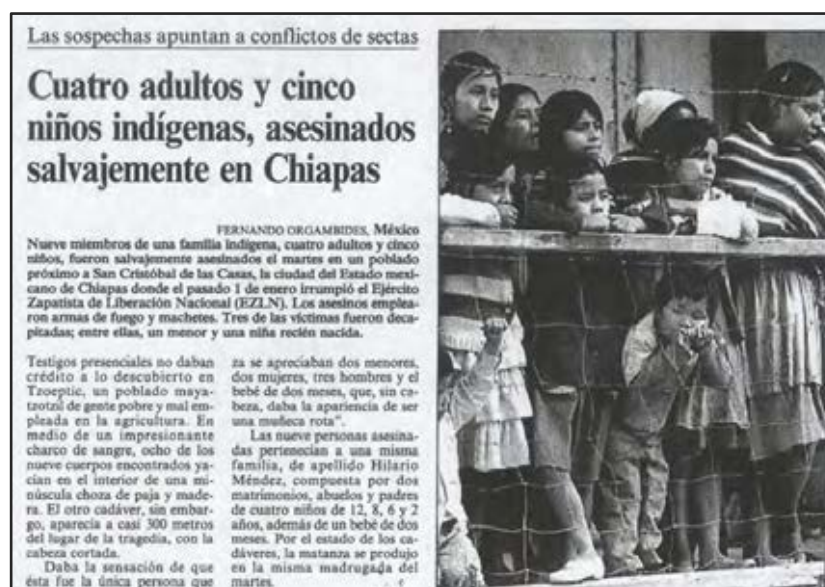 Las sospechas apuntan a conflictos de sectas
Cuatro adultos y cinco
niños indígenas, asesinados
salvajemente en Chiapas
FERNANDO ORGAMBIDES, México
Nueve miembros de una familia indígena, cuatro adultos y cinco
niños, fueron salvajemente asesinados el martes en un poblado
próximo a San Cristóbal de las Casas, la ciudad del Estado mexi-
cano de Chiapas donde el pasado 1 de enero irrumpió el Ejército
Zapatista de Liberación Nacional (EZLN). Los asesinos emplea-
ron armas de fuego y machetes. Tres de las víctimas fueron deca-
pitadas; entre ellas, un menor y una niña recién nacida.
Testigos presenciales no daban
crédito a lo descubierto en
Tzoeptic, un poblado maya-
tzotzil de gente pobre y mal em-
pleada en la agricultura. En
medio de un impresionante
charco de sangre, ocho de los
nueve cuerpos encontrados ya-
cían en el interior de una mi-
núscula choza de paja y made-
ra. El otro cadáver, sin embar-
go, aparecía a casi 300 metros
del lugar de la tragedia, con la
cabeza cortada.
Daba la sensación de que
ésta fue la única persona que
za se apreciaban dos menores,
dos mujeres, tres hombres y el
bebé de dos meses, que, sin ca-
beza, daba la apariencia de ser
una muñeca rota".
Las nueve personas asesina-
das pertenecían a una misma
familia, de apellido Hilario
Méndez, compuesta por dos
matrimonios, abuelos y padres
de cuatro niños de 12, 8, 6 y 2
años, además de un bebé de dos
meses. Por el estado de los ca-
dáveres, la matanza se produjo
en la misma madrugada del
martes.